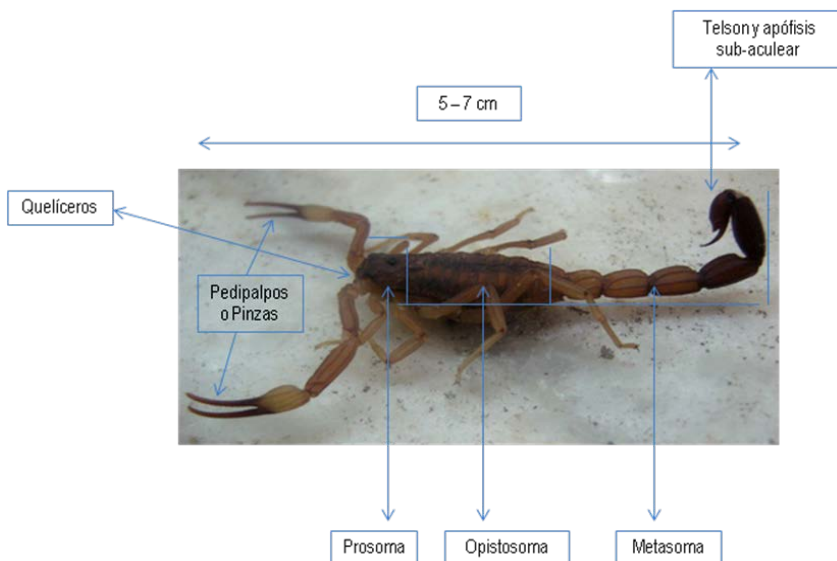 Telson y apófisis
sub-aculear
5 – 7 cm
Quelíceros
Pedipalpos
o Pinzas
Prosoma
Opistosoma
Metasoma